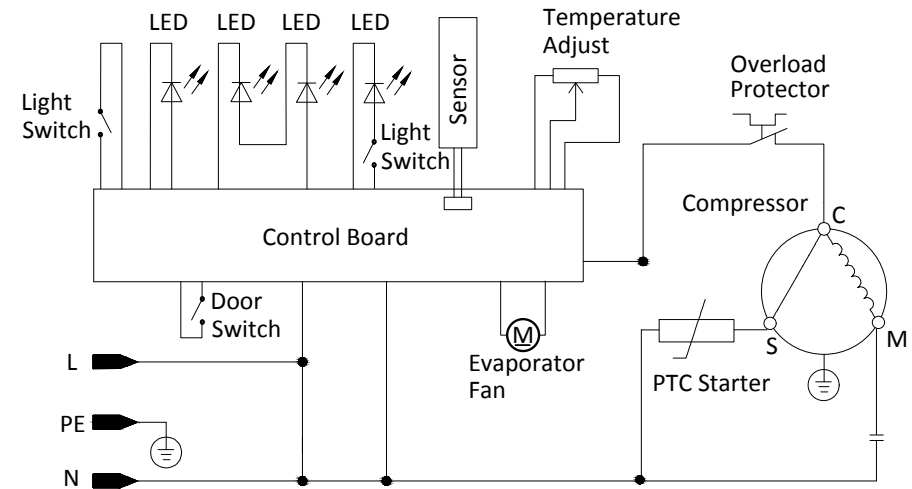 LED LED LED LED
Temperature
Adjust
Sensor
Overload
Protector
Light
Switch
Light
Switch
Compressor
C
Control Board
Door
Switch
M
Evaporator
Fan
S
M
PTC Starter
L
PE
N